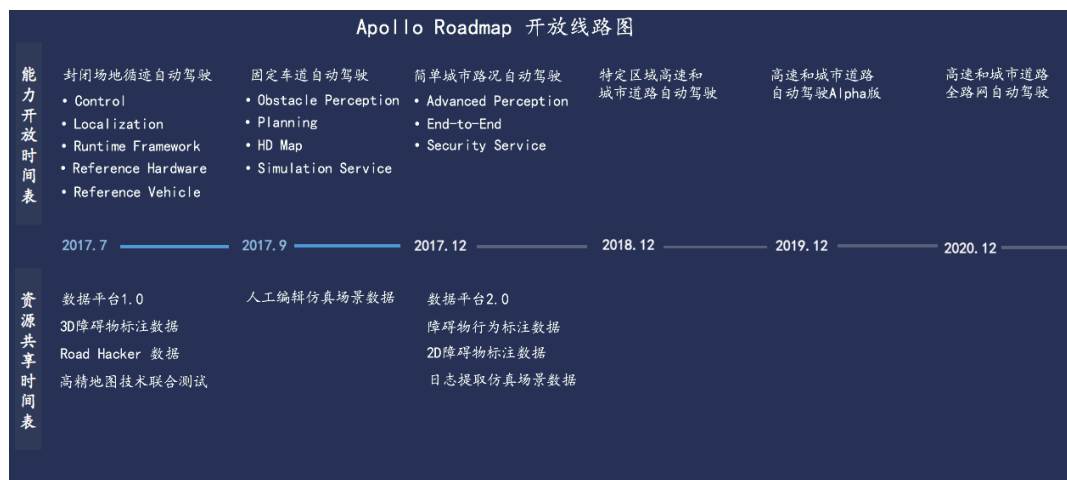 Apollo Roadmap 开放线路图
能力开放时间表
封闭场地循迹自动驾驶
• Control
• Localization
• Runtime Framework
• Reference Hardware
• Reference Vehicle
固定车道自动驾驶
• Obstacle Perception
• Planning
• HD Map
• Simulation Service
简单城市路况自动驾驶
• Advanced Perception
• End-to-End
• Security Service
特定区域高速和
城市道路自动驾驶
高速和城市道路
自动驾驶Alpha版
高速和城市道路
全路网自动驾驶
2017.7
2017.9
2017.12
2018.12
2019.12
2020.12
资源共享时间表
数据平台1.0
3D障碍物标注数据
Road Hacker 数据
高精地图技术联合测试
人工编辑仿真场景数据
数据平台2.0
障碍物行为标注数据
2D障碍物标注数据
日志提取仿真场景数据